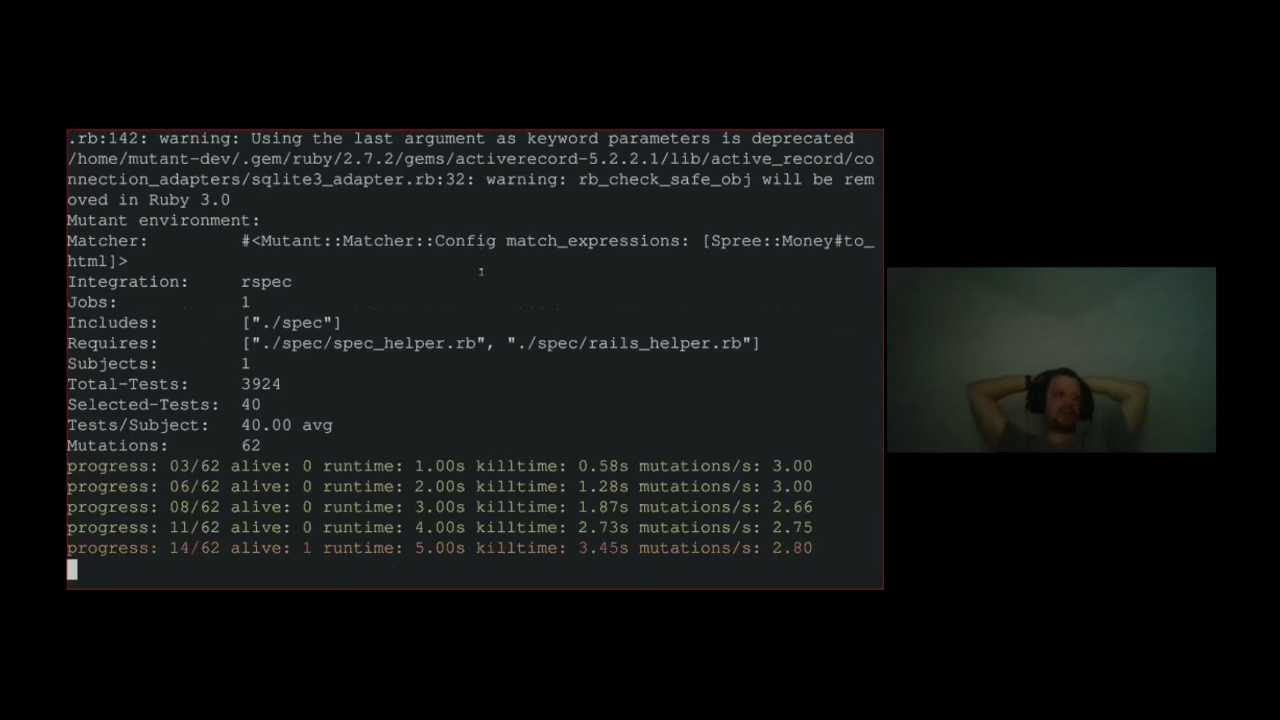 .rb:142: warning: Using the last argument as keyword parameters is deprecated
/home/mutant-dev/.gem/ruby/2.7.2/gems/activerecord-5.2.2.1/lib/active_record/co
nnection_adapters/sqlite3_adapter.rb:32: warning: rb_check_safe_obj will be rem
oved in Ruby 3.0
Mutant environment:
Matcher:         #<Mutant::Matcher::Config match_expressions: [Spree::Money#to_
html]>
Integration:     rspec
Jobs:            1
Includes:        ["./spec"]
Requires:        ["./spec/spec_helper.rb", "./spec/rails_helper.rb"]
Subjects:        1
Total-Tests:     3924
Selected-Tests:  40
Tests/Subject:   40.00 avg
Mutations:       62
progress: 03/62 alive: 0 runtime: 1.00s killtime: 0.58s mutations/s: 3.00
progress: 06/62 alive: 0 runtime: 2.00s killtime: 1.28s mutations/s: 3.00
progress: 08/62 alive: 0 runtime: 3.00s killtime: 1.87s mutations/s: 2.66
progress: 11/62 alive: 0 runtime: 4.00s killtime: 2.73s mutations/s: 2.75
progress: 14/62 alive: 1 runtime: 5.00s killtime: 3.45s mutations/s: 2.80